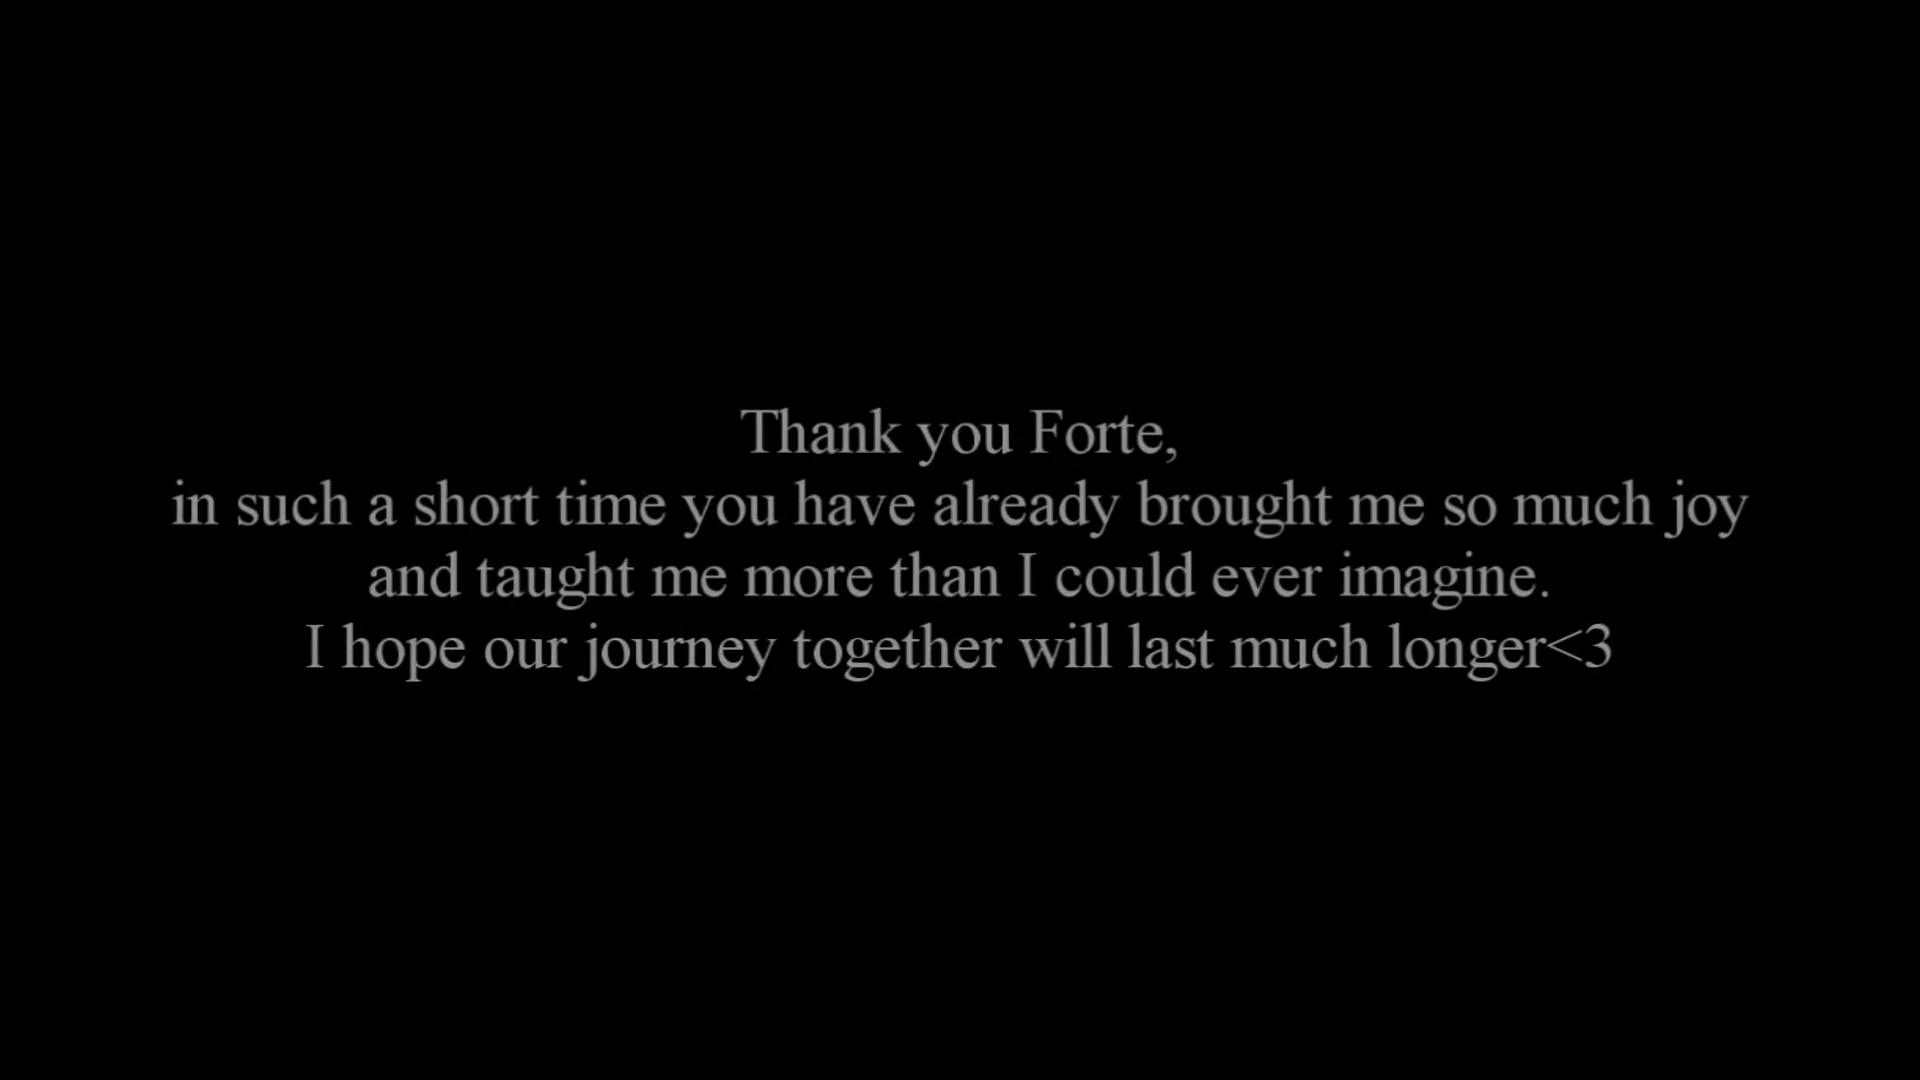 Thank you Forte,
in such a short time you have already brought me so much joy
and taught me more than I could ever imagine.
I hope our journey together will last much longer<3